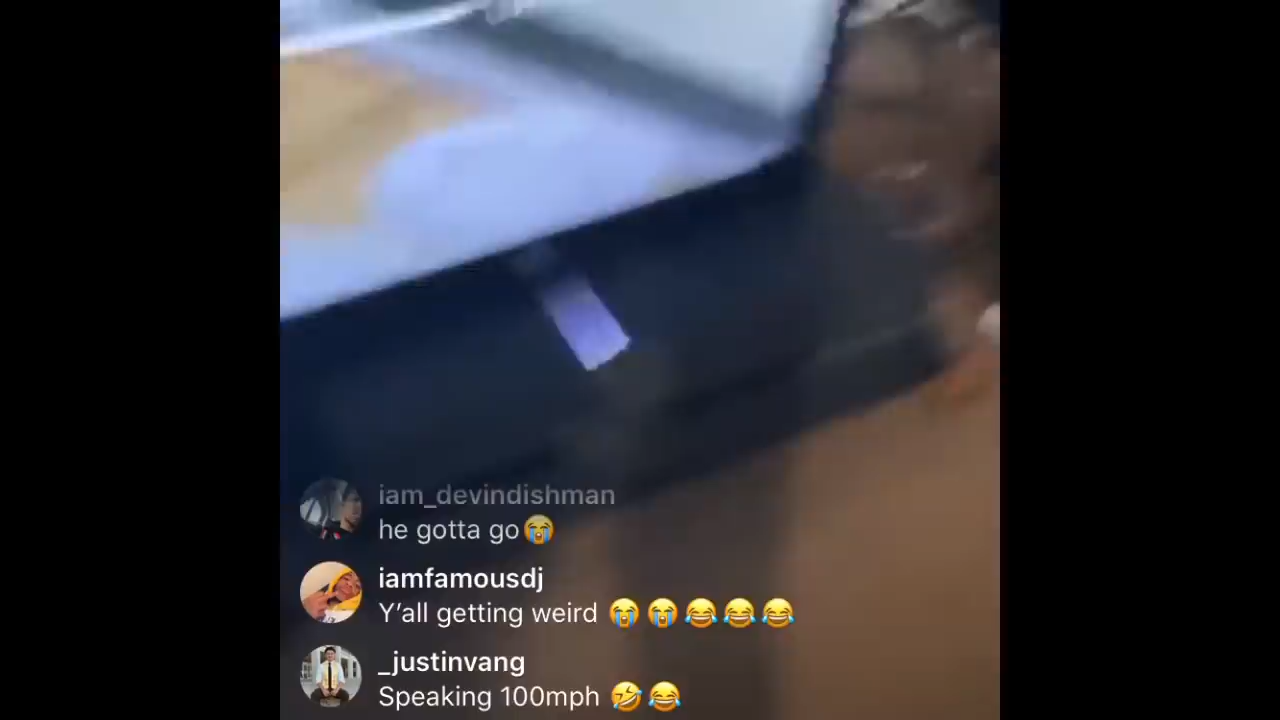 iam_devindishman
he gotta go😭
iamfamousdj
Y’all getting weird 😭😭😂😂😂
_justinvang
Speaking 100mph 🤣😂